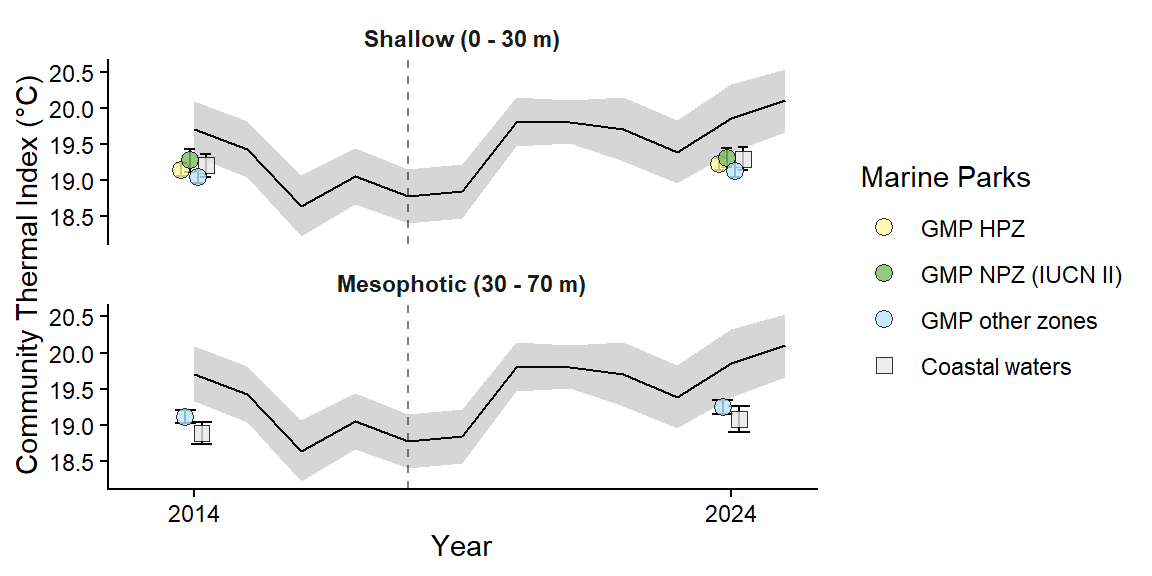 Shallow (0 - 30 m)
Community Thermal Index (°C)
20.5
20.0
19.5
19.0
18.5
Mesophotic (30 - 70 m)
20.5
20.0
19.5
19.0
18.5
2014
2024
Year
Marine Parks
GMP HPZ
GMP NPZ (IUCN II)
GMP other zones
Coastal waters